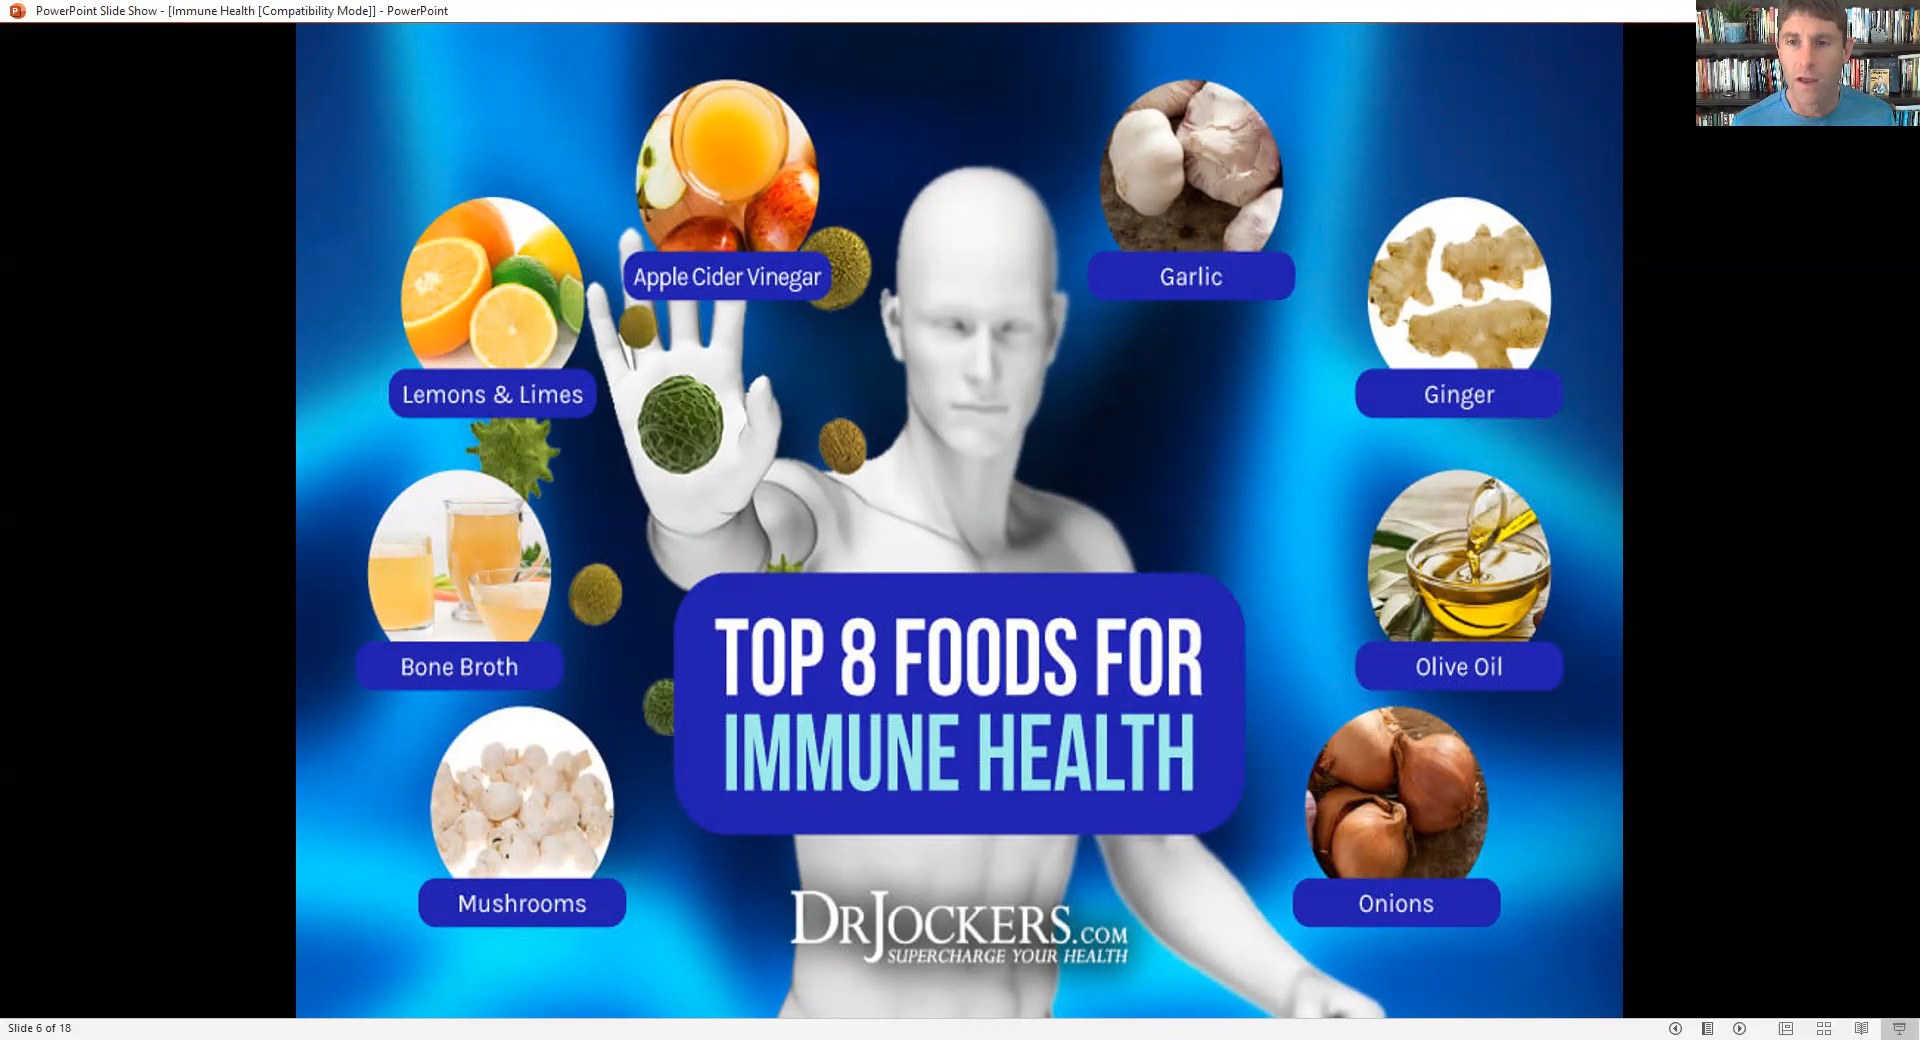 PowerPoint Slide Show - [Immune Health [Compatibility Mode]] - PowerPoint
Apple Cider Vinegar
Garlic
Lemons & Limes
Ginger
Bone Broth
Olive Oil
TOP 8 FOODS FOR
IMMUNE HEALTH
Mushrooms
Onions
DRJOCKERS.COM
SUPERCHARGE YOUR HEALTH
Slide 6 of 18